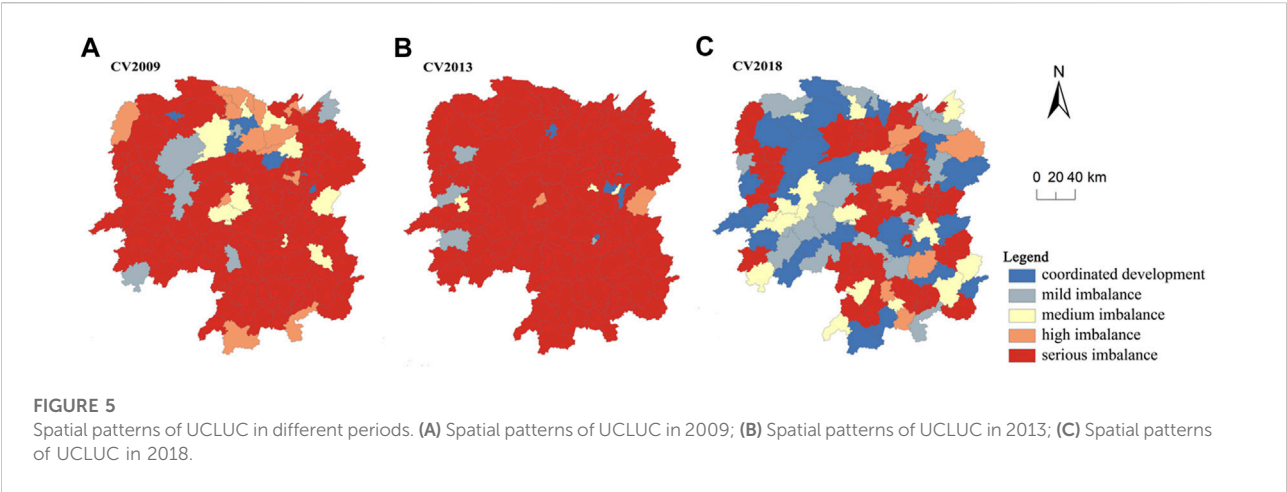 A
B
C
CV2009
CV2013
CV2018
N
0 20 40 km
Legend
coordinated development
mild imbalance
medium imbalance
high imbalance
serious imbalance
FIGURE 5
Spatial patterns of UCLUC in different periods. (A) Spatial patterns of UCLUC in 2009; (B) Spatial patterns of UCLUC in 2013; (C) Spatial patterns
of UCLUC in 2018.